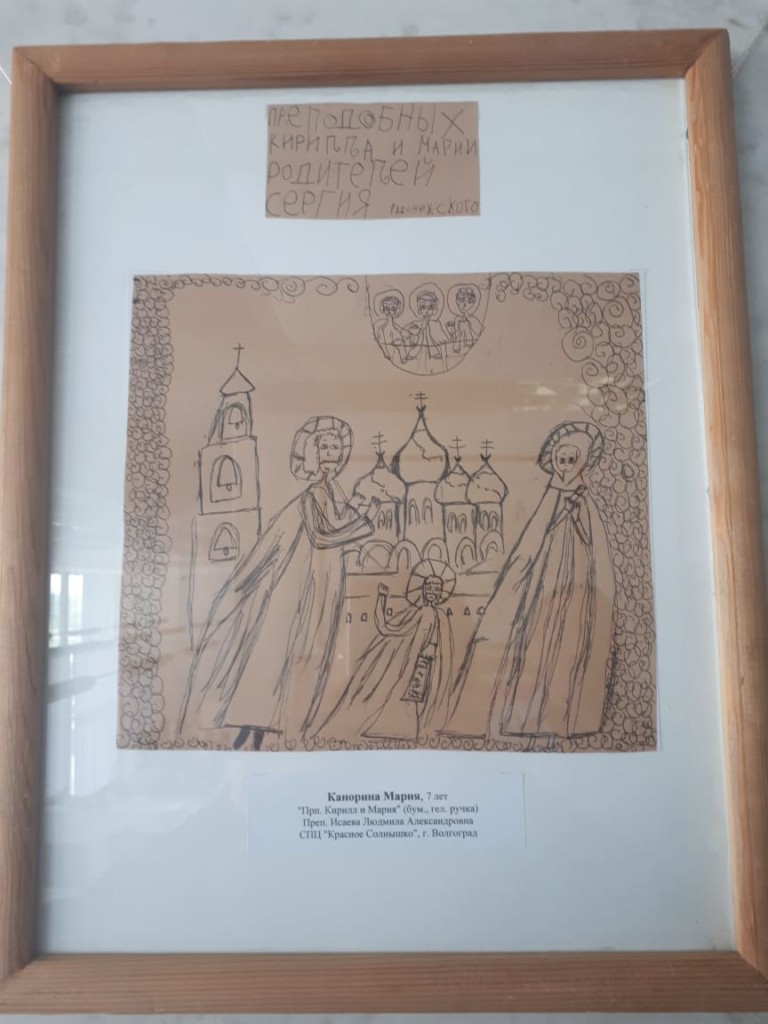 ПРЕПОДОБНЫХ
КИРИЛЛА И МАРИИ
РОДИТЕЛЕЙ
СЕРГИЯ РАДОНЕЖСКОГО
Канорина Мария, 7 лет
"Прп. Кирилл и Мария" (бум., гел. ручка)
Преп. Исаева Людмила Александровна
СПЦ "Красное Солнышко", г. Волгоград